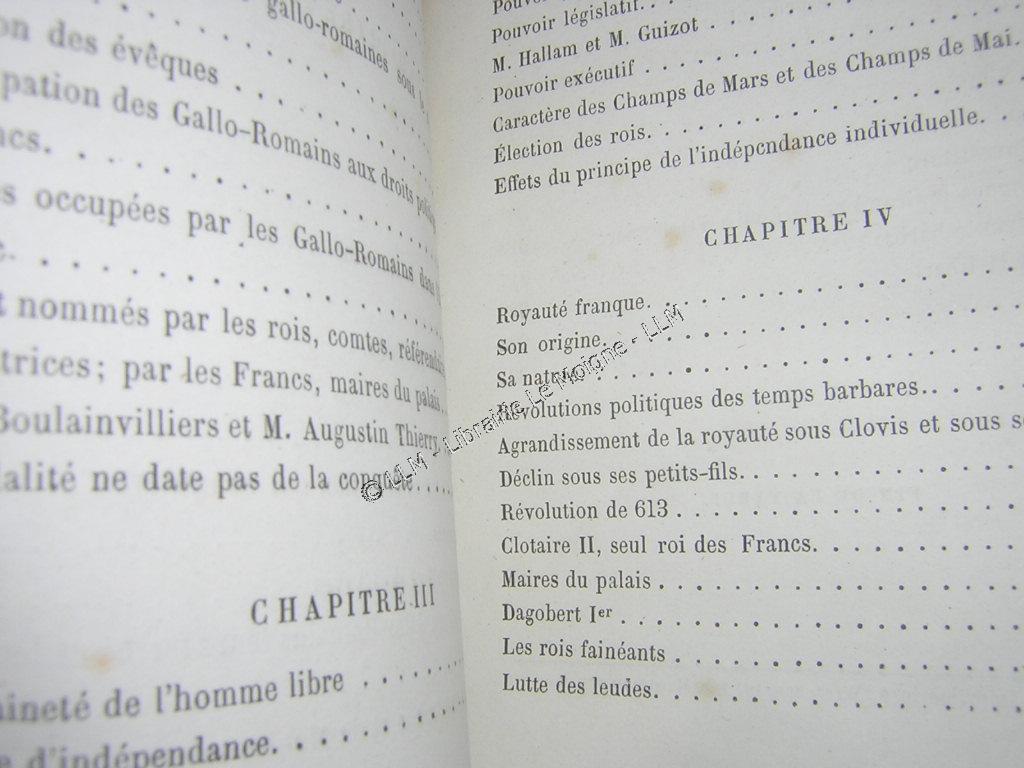 gallo-romaines sous
on des évêques
pation des Gallo-Romains aux droits
ncs.
s occupées par les Gallo-Romains dans
t nommés par les rois, comtes,
trices; par les Francs, maires du palais.
Boulainvilliers et M. Augustin Thierry.
alité ne date pas de la conquête
CHAPITRE III
aineté de l'homme libre
e d'indépendance.
Pouvoir législatif.
M. Hallam et M. Guizot
Pouvoir exécutif
Caractère des Champs de Mars et des Champs de Mai.
Élection des rois.
Effets du principe de l'indépendance individuelle.
CHAPITRE IV
Royauté franque.
Son origine.
Sa nature
Révolutions politiques des temps barbares.
Agrandissement de la royauté sous Clovis et sous s
Déclin sous ses petits-fils.
Révolution de 613
Clotaire II, seul roi des Francs.
Maires du palais
Dagobert Ier
Les rois fainéants
Lutte des leudes.
© LLM - Librairie Le Moigne - LLM